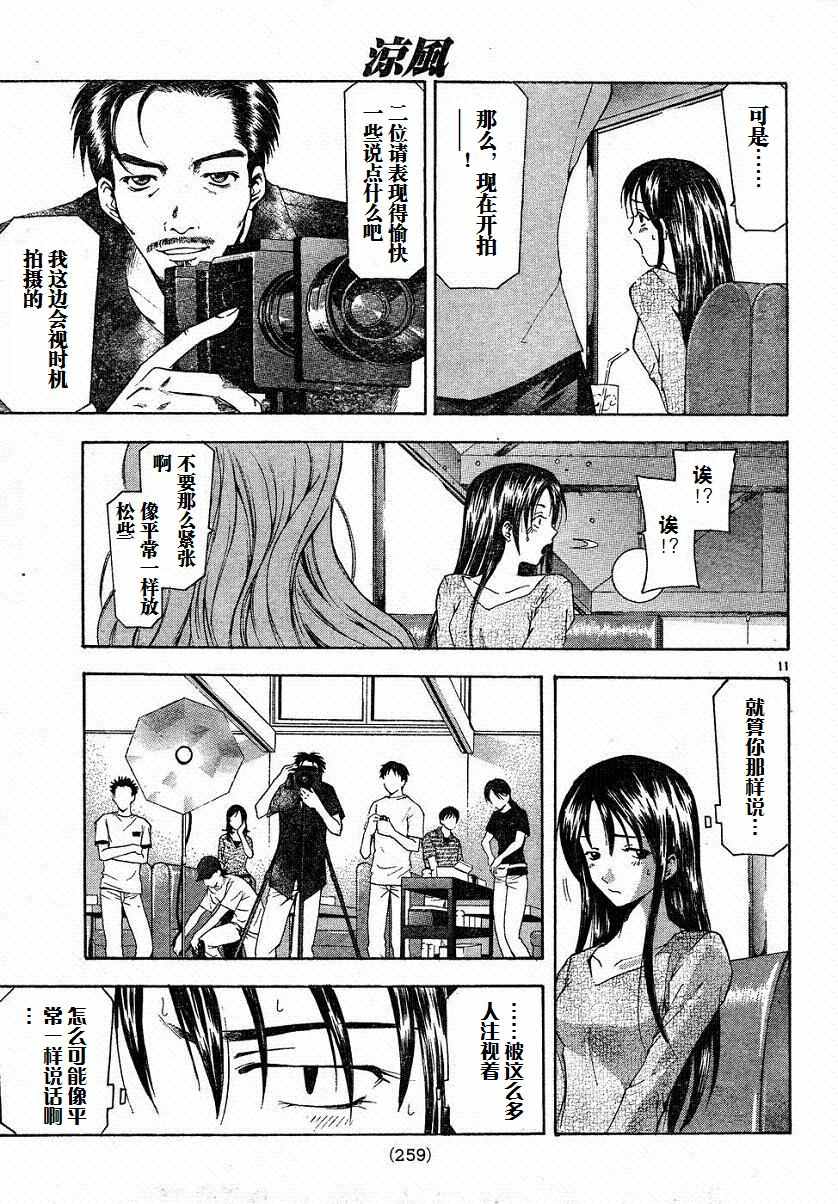 涼風
可是……
那么，现在开拍
——！
二位请表现得愉快
一些说点什么吧
我这边会视时机
拍摄的
诶
！？
诶
！？
不要那么紧张
啊
像平常一样放
松些
11
就算你那样说…
……被这么多
人注视着
怎么可能像平
常一样说话啊
…
(259)